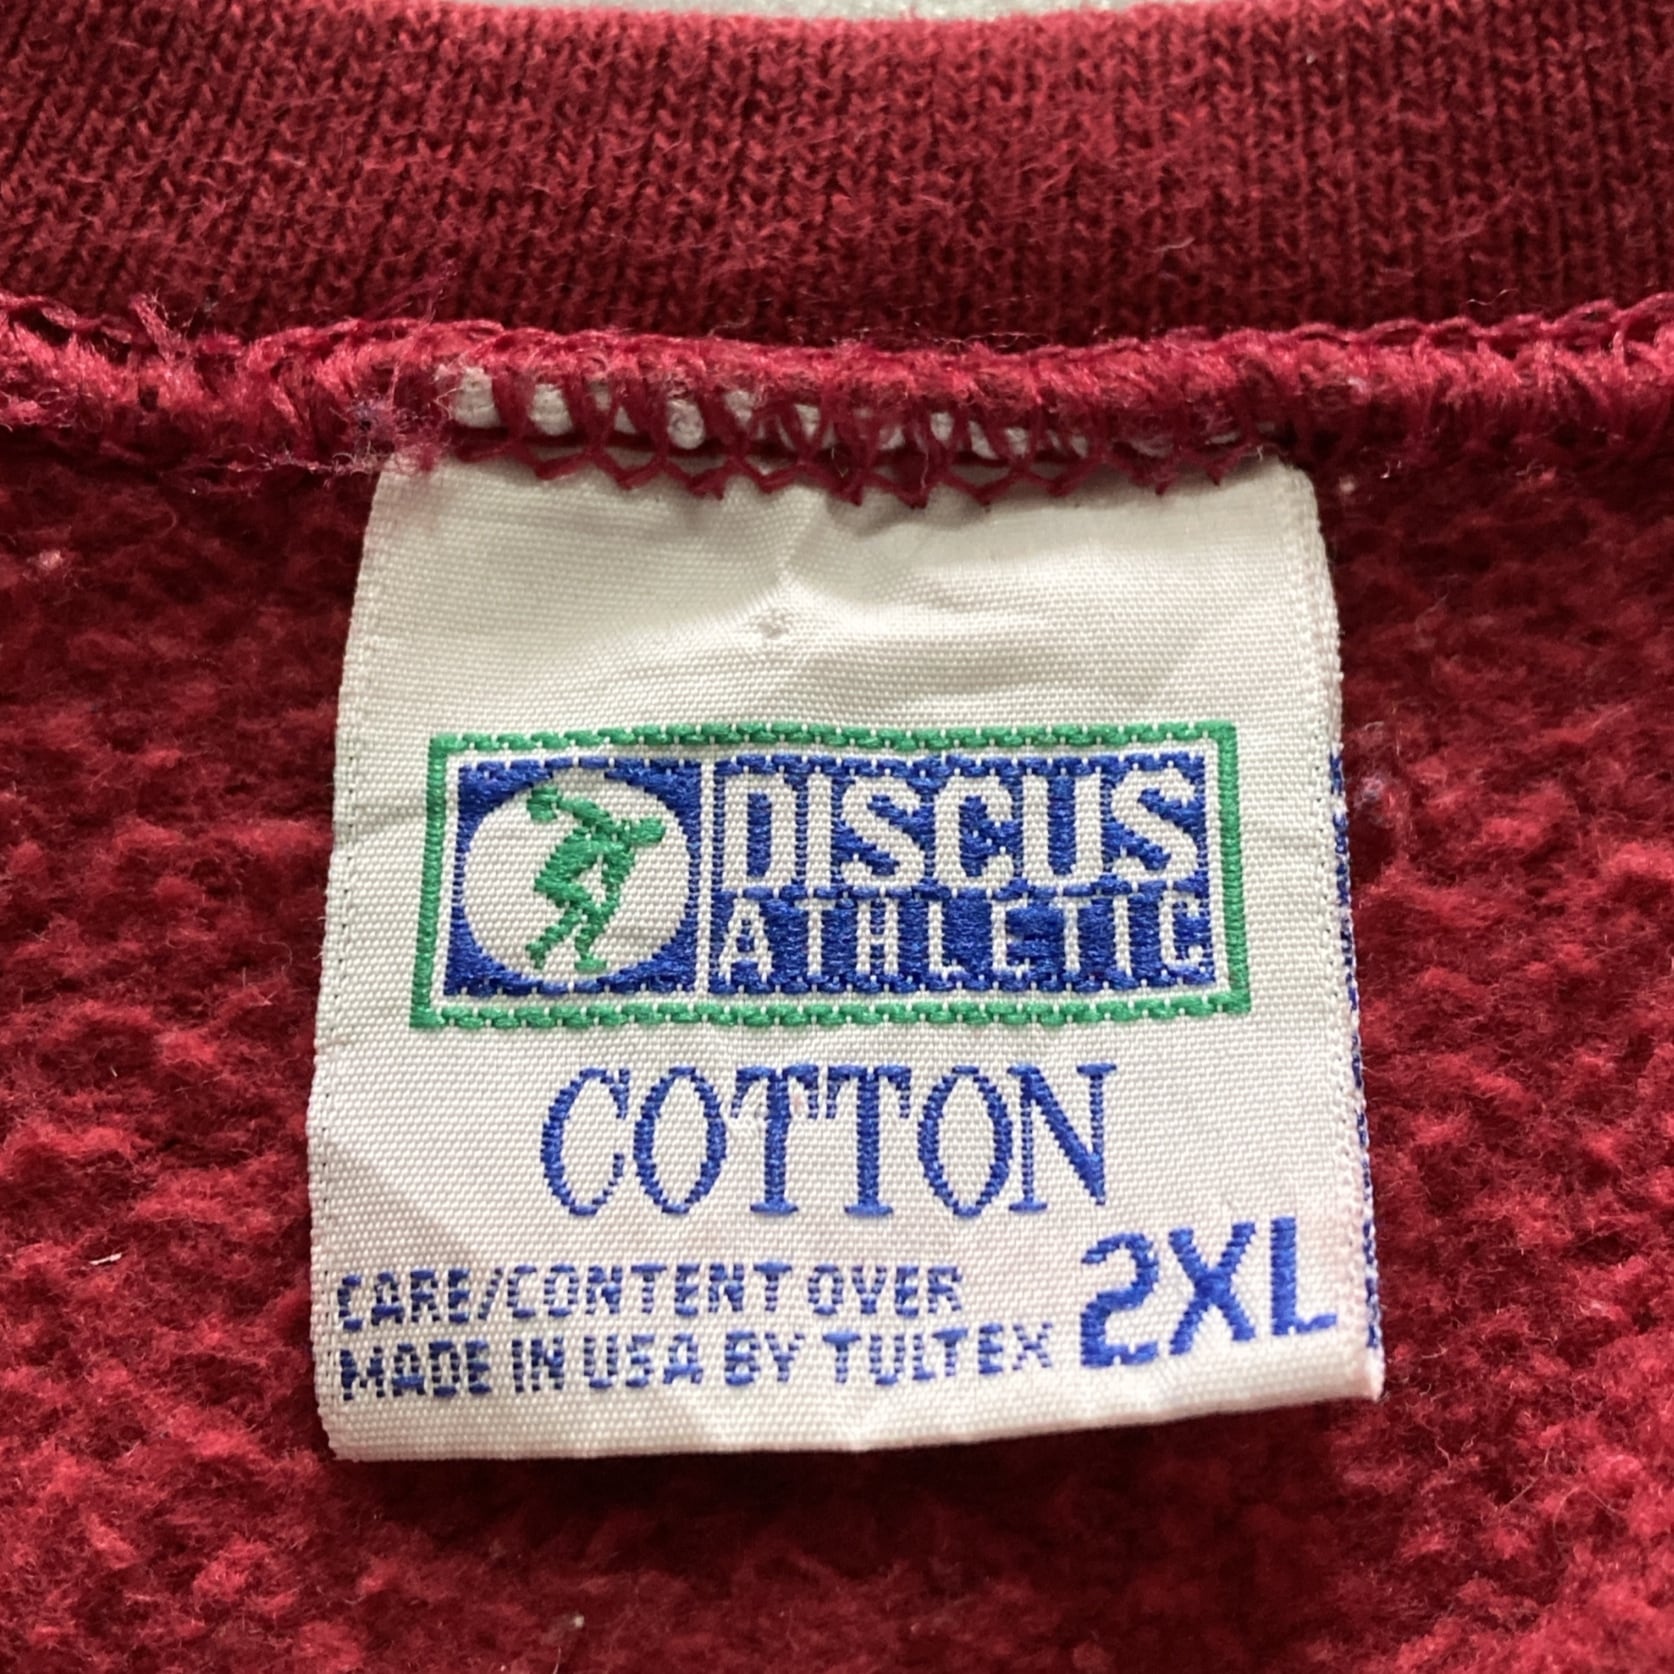 DISCUS
ATHLETIC
COTTON
CARE/CONTENT OVER
MADE IN USA BY TULTEX
2XL